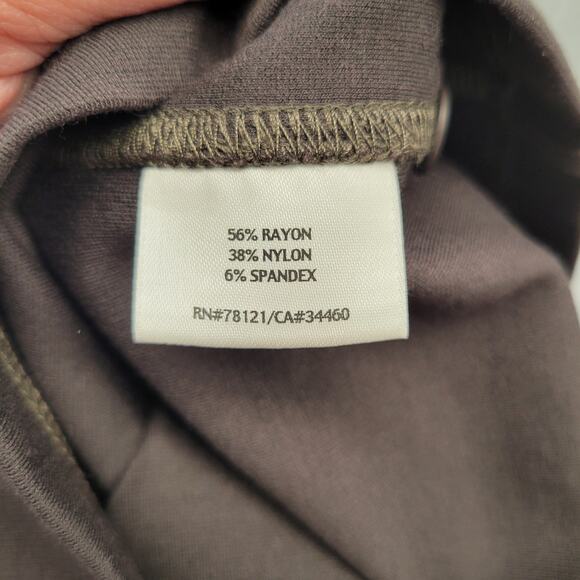 56% RAYON
38% NYLON
6% SPANDEX
RN#78121/CA#34460